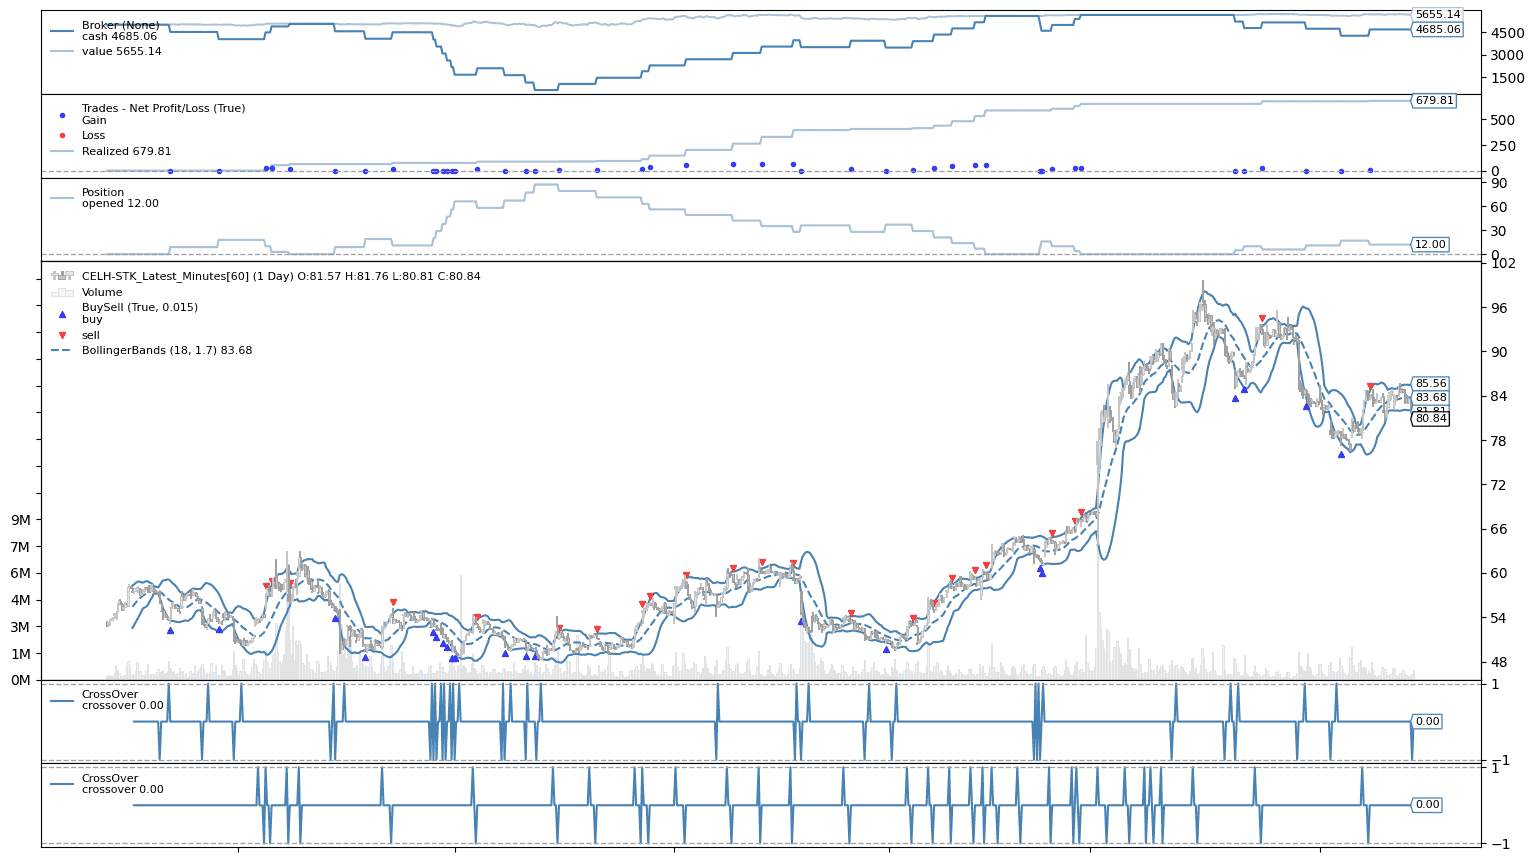 Broker (None)
cash 4685.06
value 5655.14
5655.14
4685.06
4500
3000
1500
Trades - Net Profit/Loss (True)
Gain
Loss
Realized 679.81
679.81
500
250
0
Position
opened 12.00
90
60
30
12.00
0
CELH-STK_Latest_Minutes[60] (1 Day) O:81.57 H:81.76 L:80.81 C:80.84
Volume
BuySell (True, 0.015)
buy
sell
BollingerBands (18, 1.7) 83.68
102
96
90
85.56
84
83.68
81.81
80.84
78
72
66
60
54
48
9M
7M
6M
4M
3M
1M
0M
CrossOver
crossover 0.00
1
0.00
−1
CrossOver
crossover 0.00
1
0.00
−1